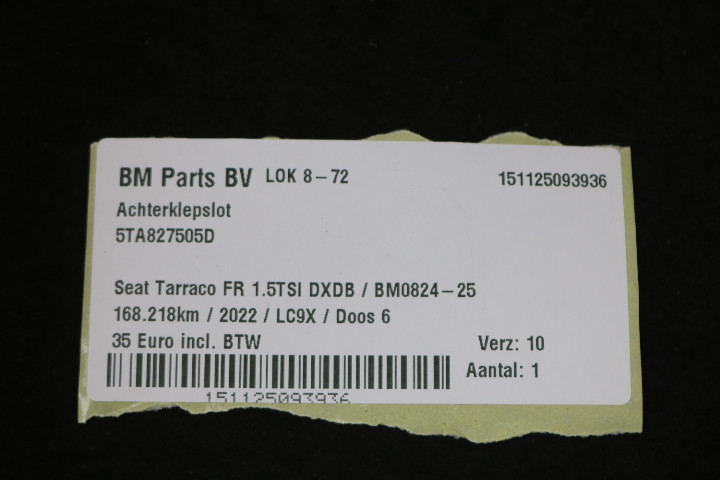 BM Parts BV LOK 8-72 151125093936
Achterklepslot
5TA827505D
Seat Tarraco FR 1.5TSI DXDB / BM0824-25
168.218km / 2022 / LC9X / Doos 6
35 Euro incl. BTW Verz: 10
Aantal: 1
151125093936